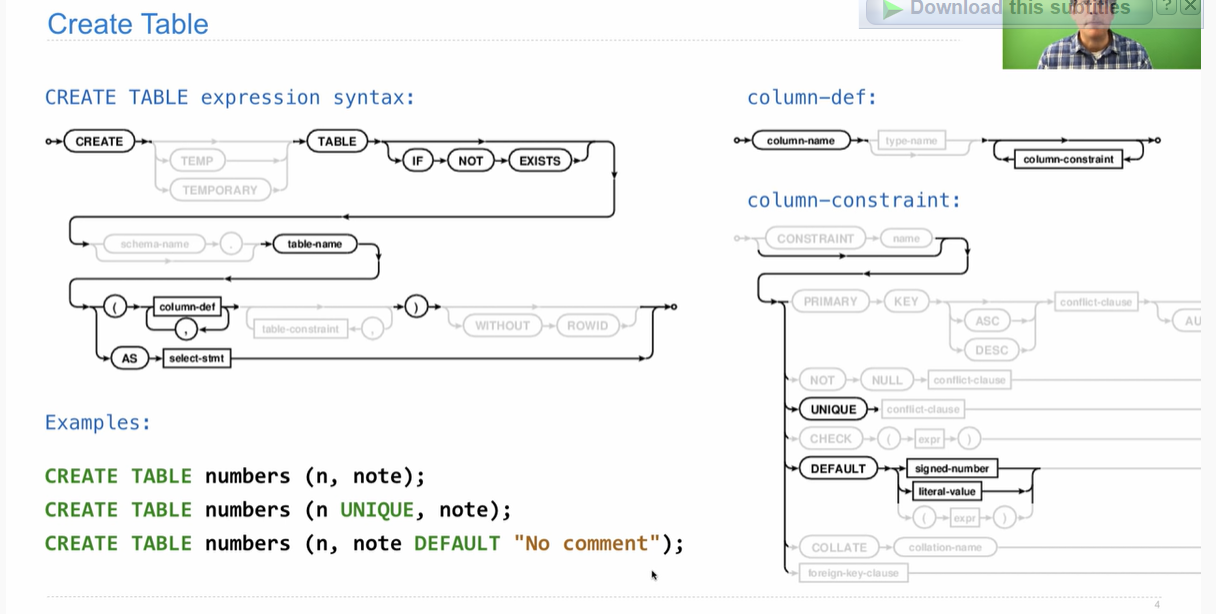 Create Table
Download this subtitles ? X
CREATE TABLE expression syntax:
CREATE TABLE
IF NOT EXISTS
TEMP
TEMPORARY
schema-name . table-name
( column-def ) 
,
table-constraint , WITHOUT ROWID
AS select-stmt
Examples:
CREATE TABLE numbers (n, note);
CREATE TABLE numbers (n UNIQUE, note);
CREATE TABLE numbers (n, note DEFAULT "No comment");
column-def:
column-name type-name
column-constraint
column-constraint:
CONSTRAINT name
PRIMARY KEY conflict-clause
ASC AU
DESC
NOT NULL conflict-clause
UNIQUE conflict-clause
CHECK ( expr )
DEFAULT signed-number
literal-value
( expr )
COLLATE collation-name
foreign-key-clause
4